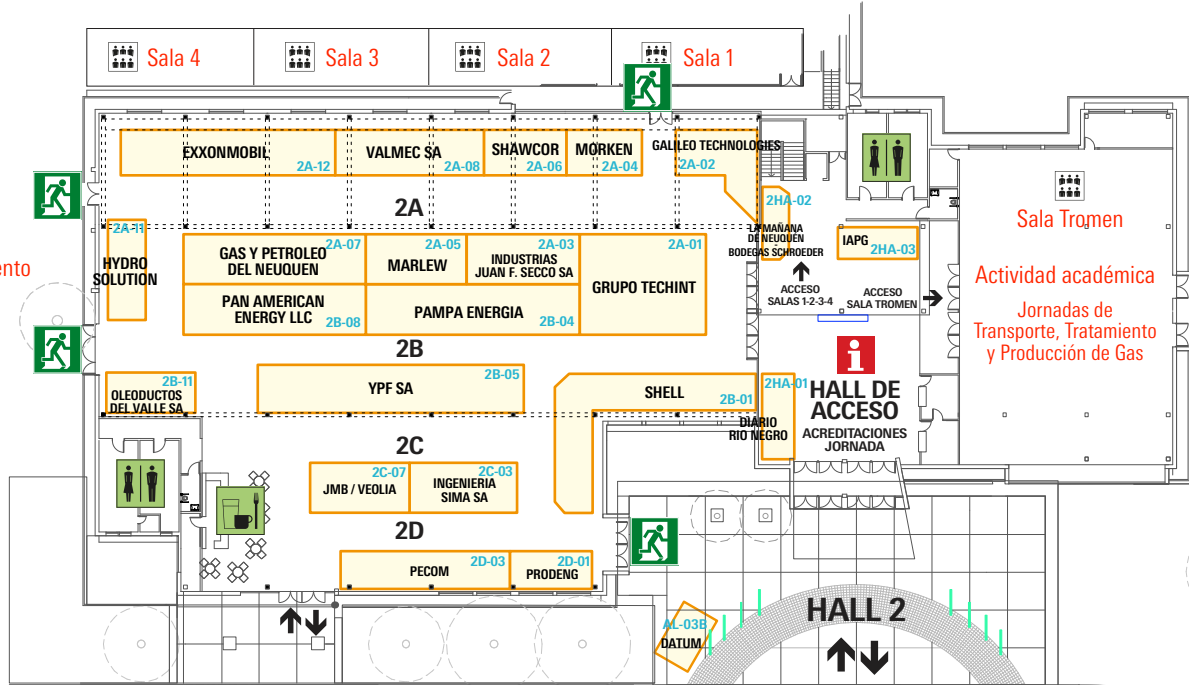 Sala 4
Sala 3
Sala 2
Sala 1
EXXONMOBIL
2A-12
VALMEC SA
2A-08
SHAWCOR
2A-06
MORKEN
2A-04
GALILEO TECHNOLOGIES
2A-02
2A
2HA-02
LA MAÑANA
DE NEUQUÉN
BODEGAS SCHROEDER
IAPG
2HA-03
ACCESO
SALAS 1-2-3-4
ACCESO
SALA TROMEN
Sala Tromen
Actividad académica
Jornadas de
Transporte, Tratamiento
y Producción de Gas
ento
2A-11
HYDRO
SOLUTION
2A-07
GAS Y PETROLEO
DEL NEUQUEN
2A-05
MARLEW
2A-03
INDUSTRIAS
JUAN F. SECCO SA
2A-01
GRUPO TECHINT
PAN AMERICAN
ENERGY LLC
2B-08
PAMPA ENERGIA
2B-04
2B
i
HALL DE
ACCESO
ACREDITACIONES
JORNADA
2B-11
OLEODUCTOS
DEL VALLE SA
2B-05
YPF SA
SHELL
2B-01
2HA-01
DIARIO
RIO NEGRO
2C
2C-07
JMB / VEOLIA
2C-03
INGENIERIA
SIMA SA
2D
2D-03
PECOM
2D-01
PRODENG
AL-03B
DATUM
HALL 2